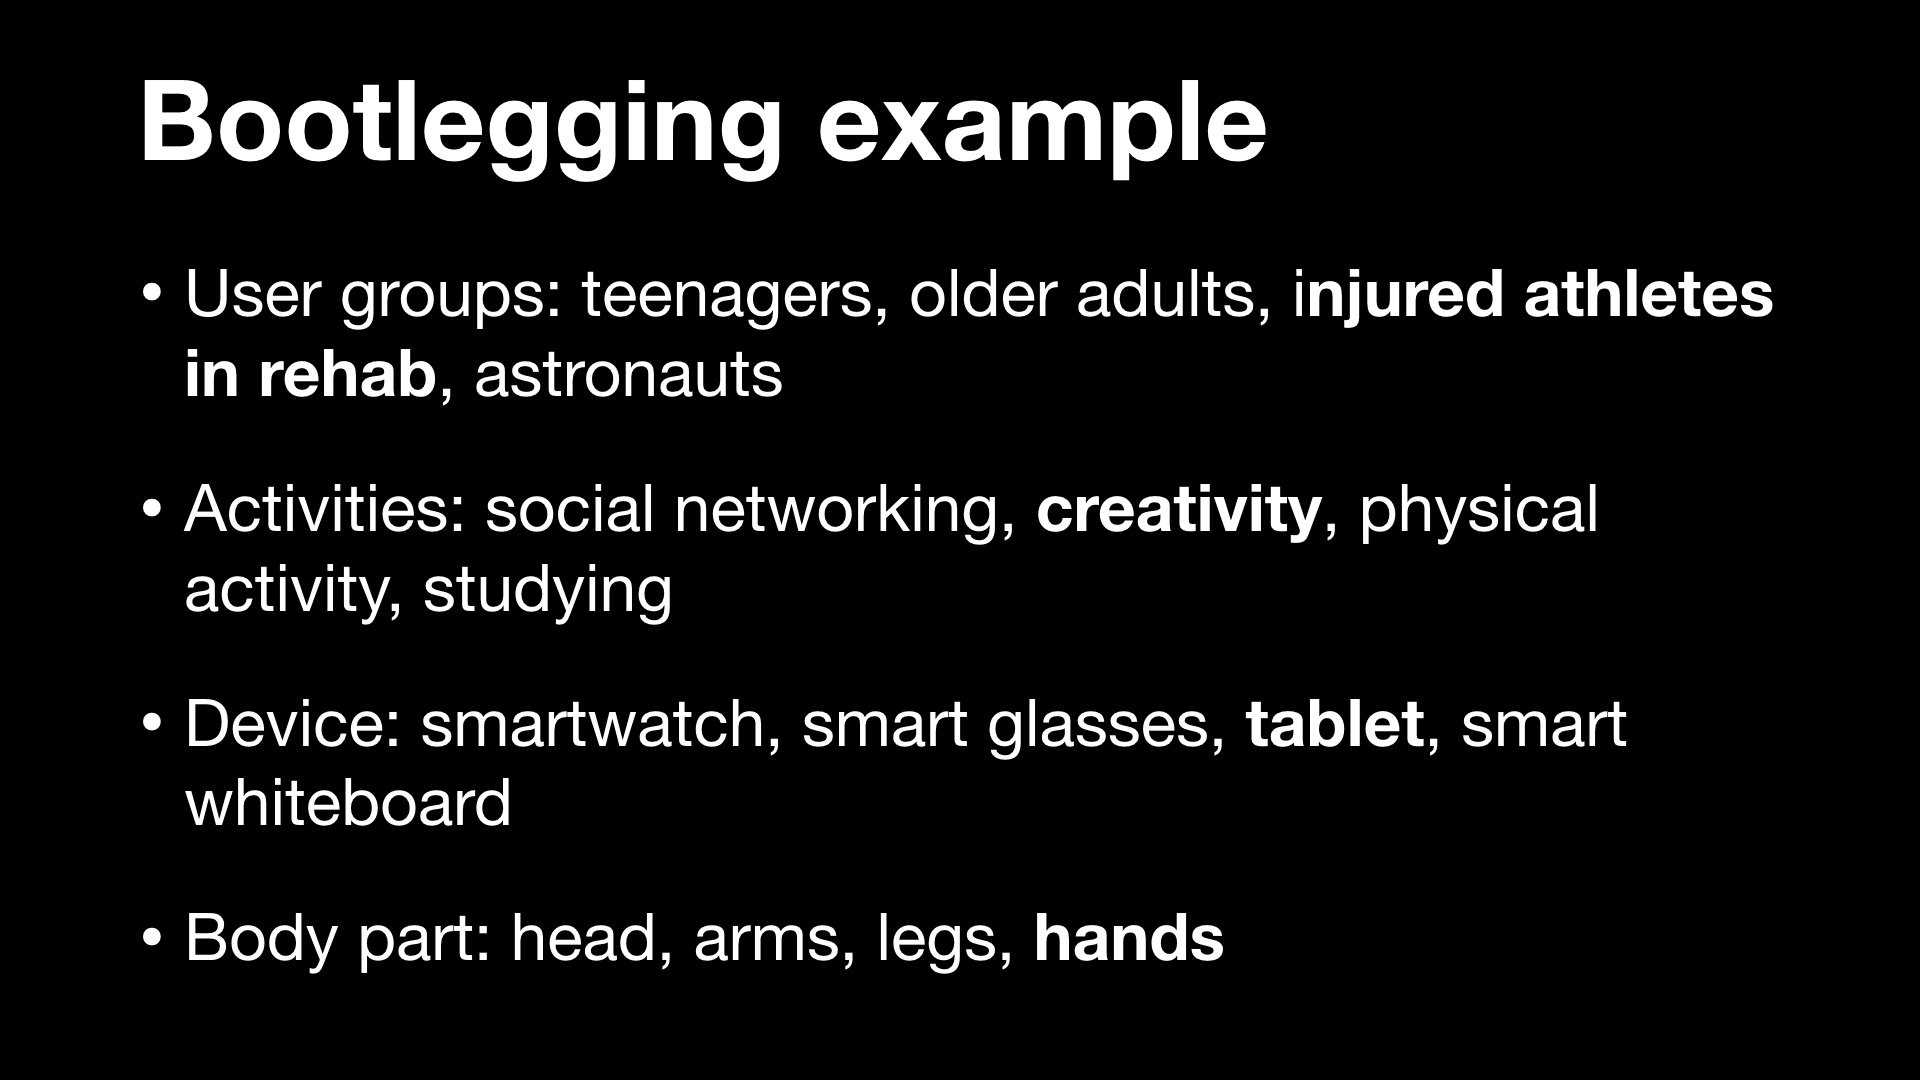 Bootlegging example
• User groups: teenagers, older adults, injured athletes
in rehab, astronauts
• Activities: social networking, creativity, physical
activity, studying
• Device: smartwatch, smart glasses, tablet, smart
whiteboard
• Body part: head, arms, legs, hands